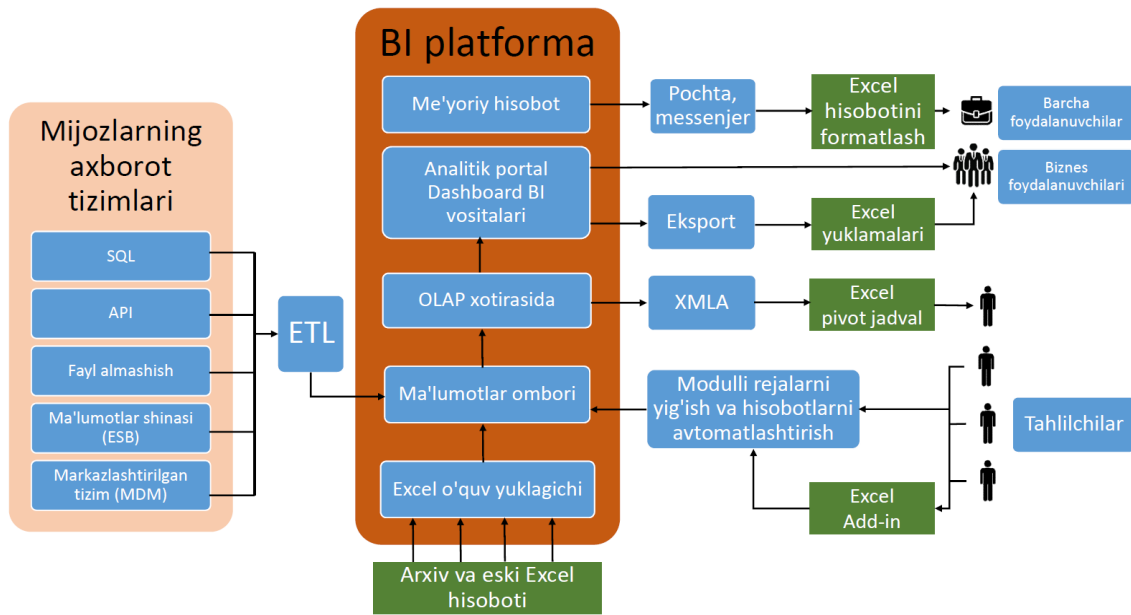 Mijozlarning
axborot
tizimlari
SQL
API
Fayl almashish
Ma'lumotlar shinasi
(ESB)
Markazlashtirilgan
tizim (MDM)
ETL
BI platforma
Me'yoriy hisobot
Analitik portal
Dashboard BI
vositalari
OLAP xotirasida
Ma'lumotlar ombori
Excel o'quv yuklagichi
Arxiv va eski Excel
hisoboti
Pochta,
messenjer
Excel
hisobotini
formatlash
Barcha
foydalanuvchilar
Biznes
foydalanuvchilari
Eksport
Excel
yuklamalari
XMLA
Excel
pivot jadval
Modulli rejalarni
yig'ish va hisobotlarni
avtomatlashtirish
Tahlilchilar
Excel
Add-in